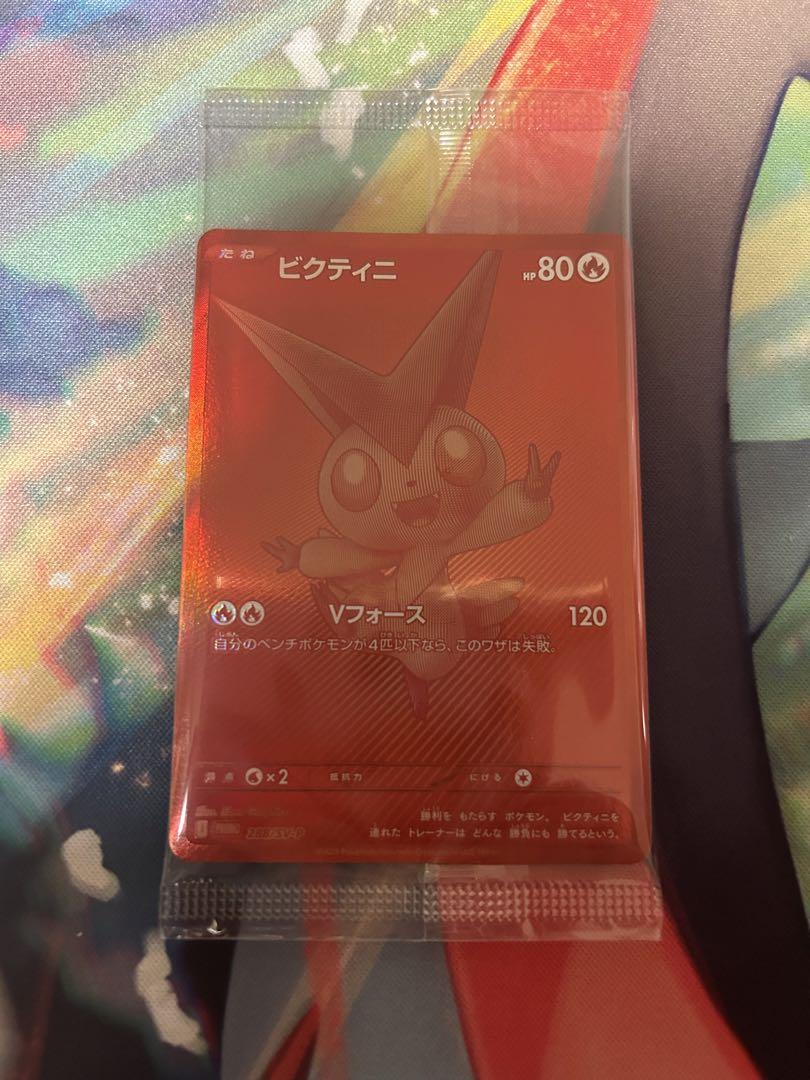 たね ビクティニ HP80
Vフォース 120
自分のベンチポケモンが4匹以下なら、このワザは失敗。
×2 抵抗力 にげる
勝利を もたらす ポケモン。 ビクティニを
連れた トレーナーは どんな 勝負にも 勝てるという。
288/SV-P